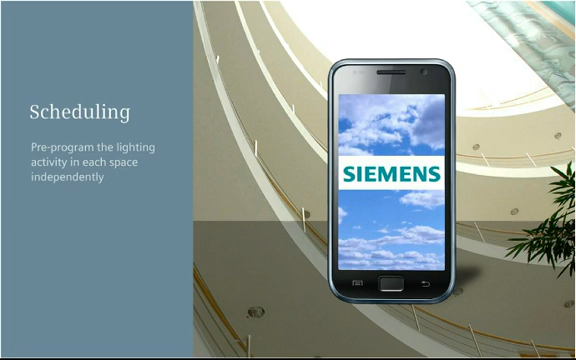 Scheduling
Pre-program the lighting
activity in each space
independently
SIEMENS